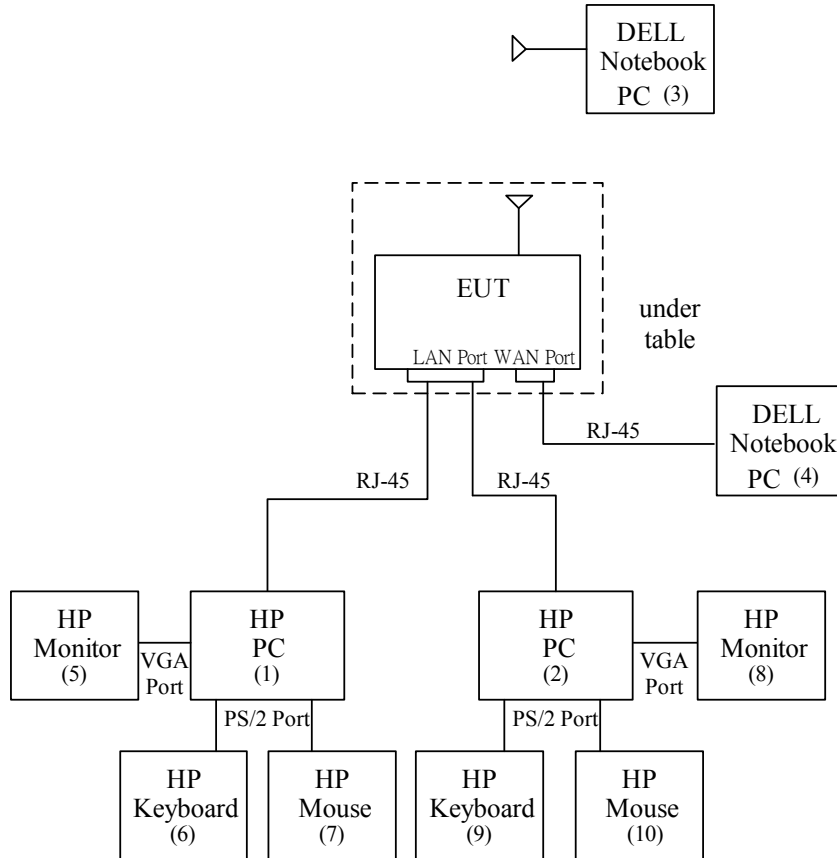 DELL
Notebook
PC (3)
EUT
LAN Port WAN Port
under
table
RJ-45
DELL
Notebook
PC (4)
RJ-45
RJ-45
HP
Monitor
(5)
VGA
Port
HP
PC
(1)
HP
PC
(2)
VGA
Port
HP
Monitor
(8)
PS/2 Port
PS/2 Port
HP
Keyboard
(6)
HP
Mouse
(7)
HP
Keyboard
(9)
HP
Mouse
(10)